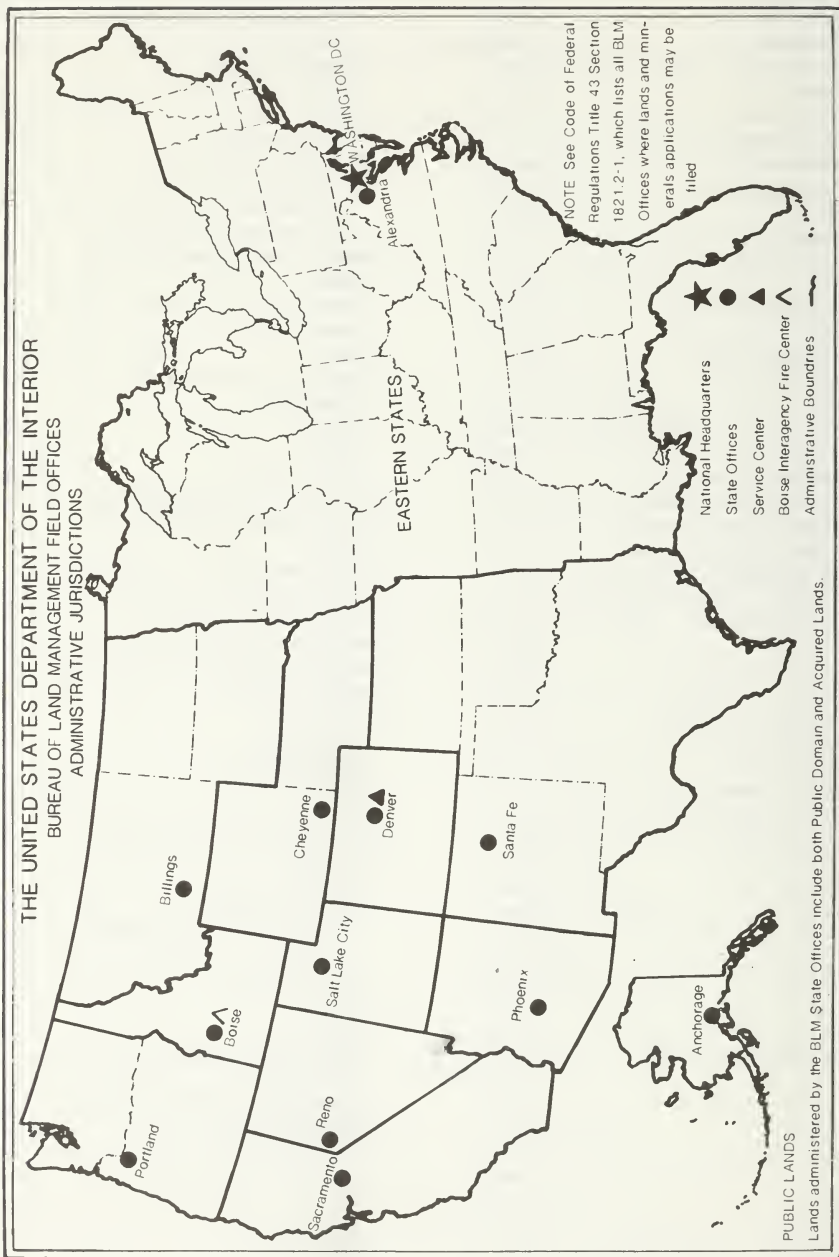 THE UNITED STATES DEPARTMENT OF THE INTERIOR
BUREAU OF LAND MANAGEMENT FIELD OFFICES
ADMINISTRATIVE JURISDICTIONS
Portland
Billings
Boise
Cheyenne
Reno
Sacramento
Salt Lake City
Denver
Santa Fe
Phoenix
Anchorage
EASTERN STATES
WASHINGTON DC
Alexandria
NOTE See Code of Federal
Regulations Title 43 Section
1821.2-1, which lists all BLM
Offices where lands and min-
erals applications may be
filed
National Headquarters
State Offices
Service Center
Boise Interagency Fire Center
Administrative Boundries
PUBLIC LANDS
Lands administered by the BLM State Offices include both Public Domain and Acquired Lands.